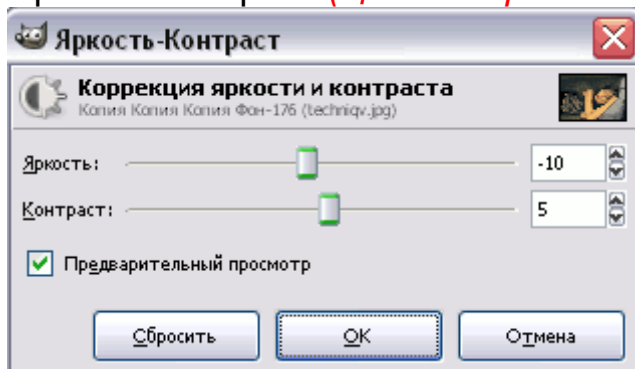 Яркость-Контраст
Коррекция яркости и контраста
Копия Копия Копия Фон-176 (techniqv.jpg)
Яркость: -10
Контраст: 5
Предварительный просмотр
Сбросить OK Отмена